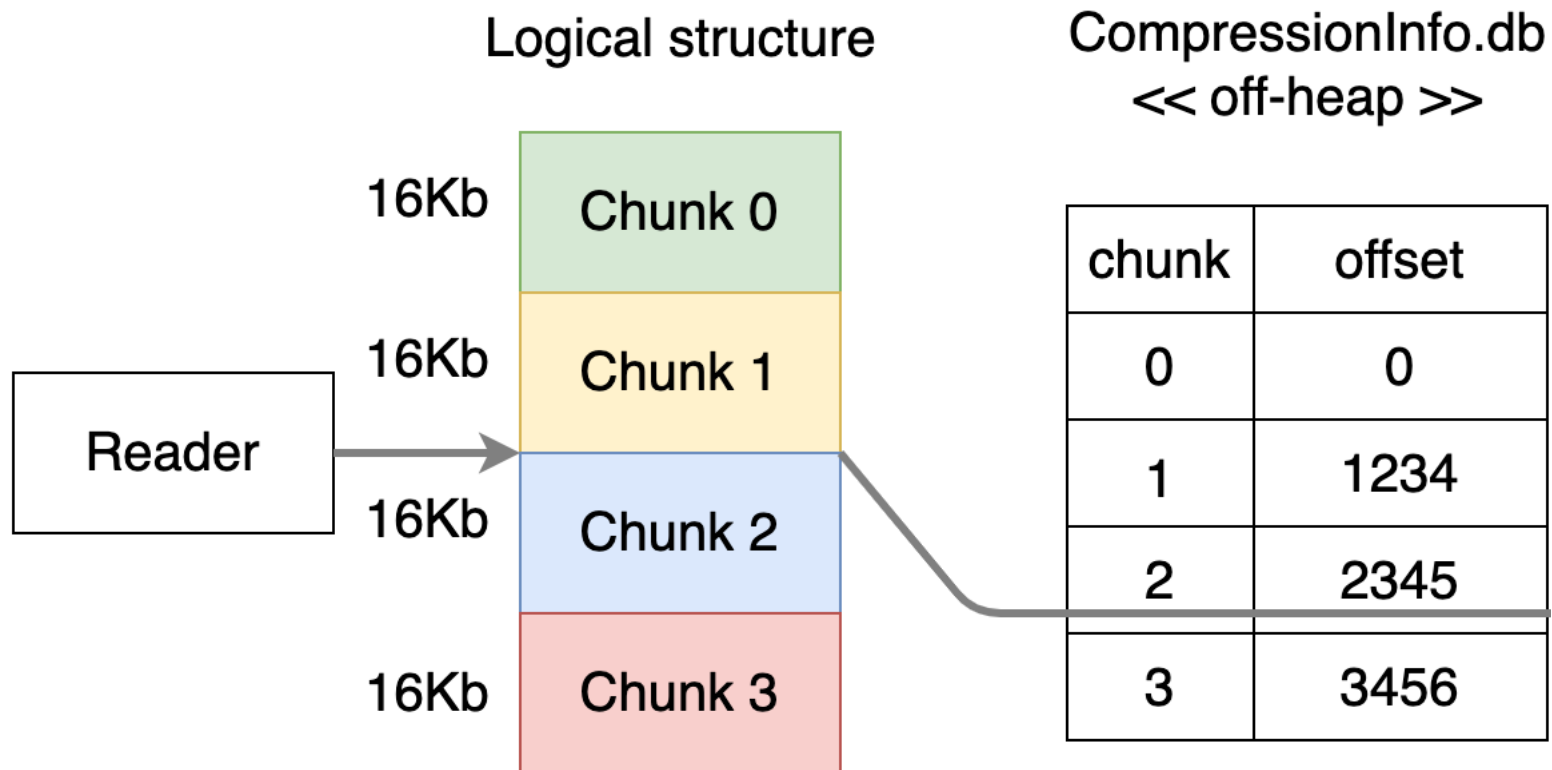 Logical structure
CompressionInfo.db
<< off-heap >>
16Kb
Chunk 0
16Kb
Chunk 1
Reader
16Kb
Chunk 2
16Kb
Chunk 3
chunk offset
0 0
1 1234
2 2345
3 3456